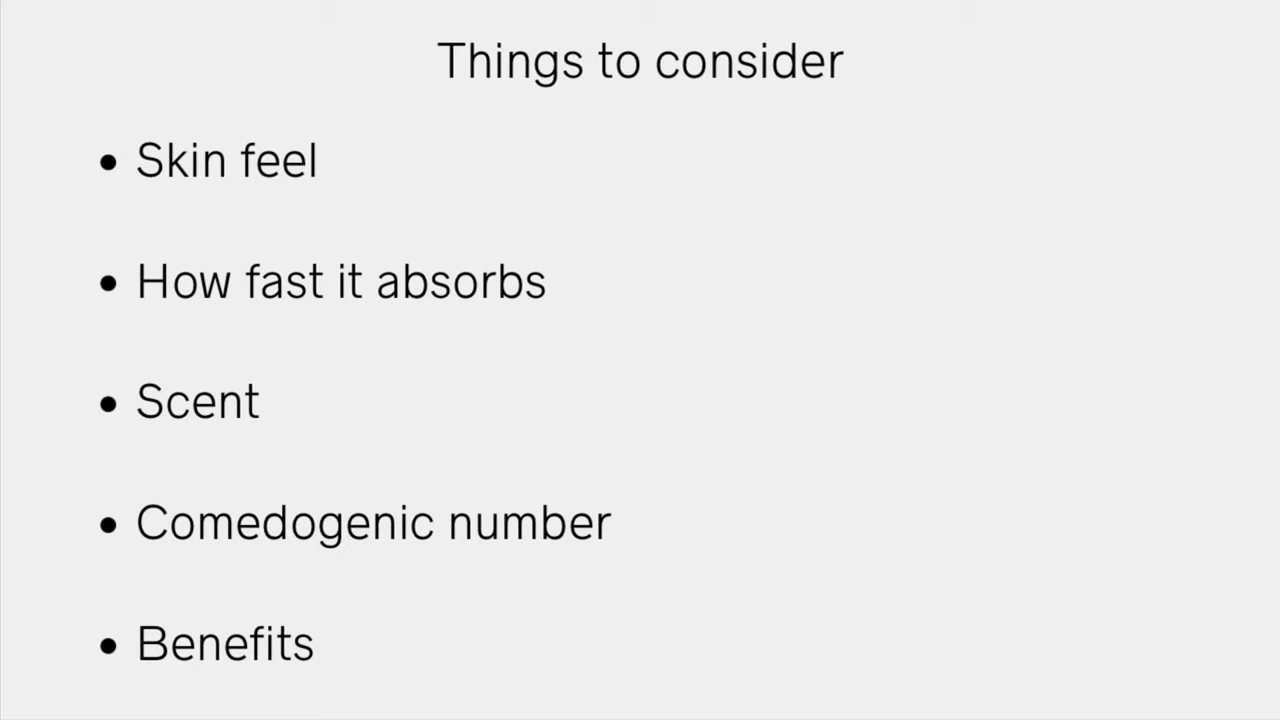 Things to consider
• Skin feel
• How fast it absorbs
• Scent
• Comedogenic number
• Benefits